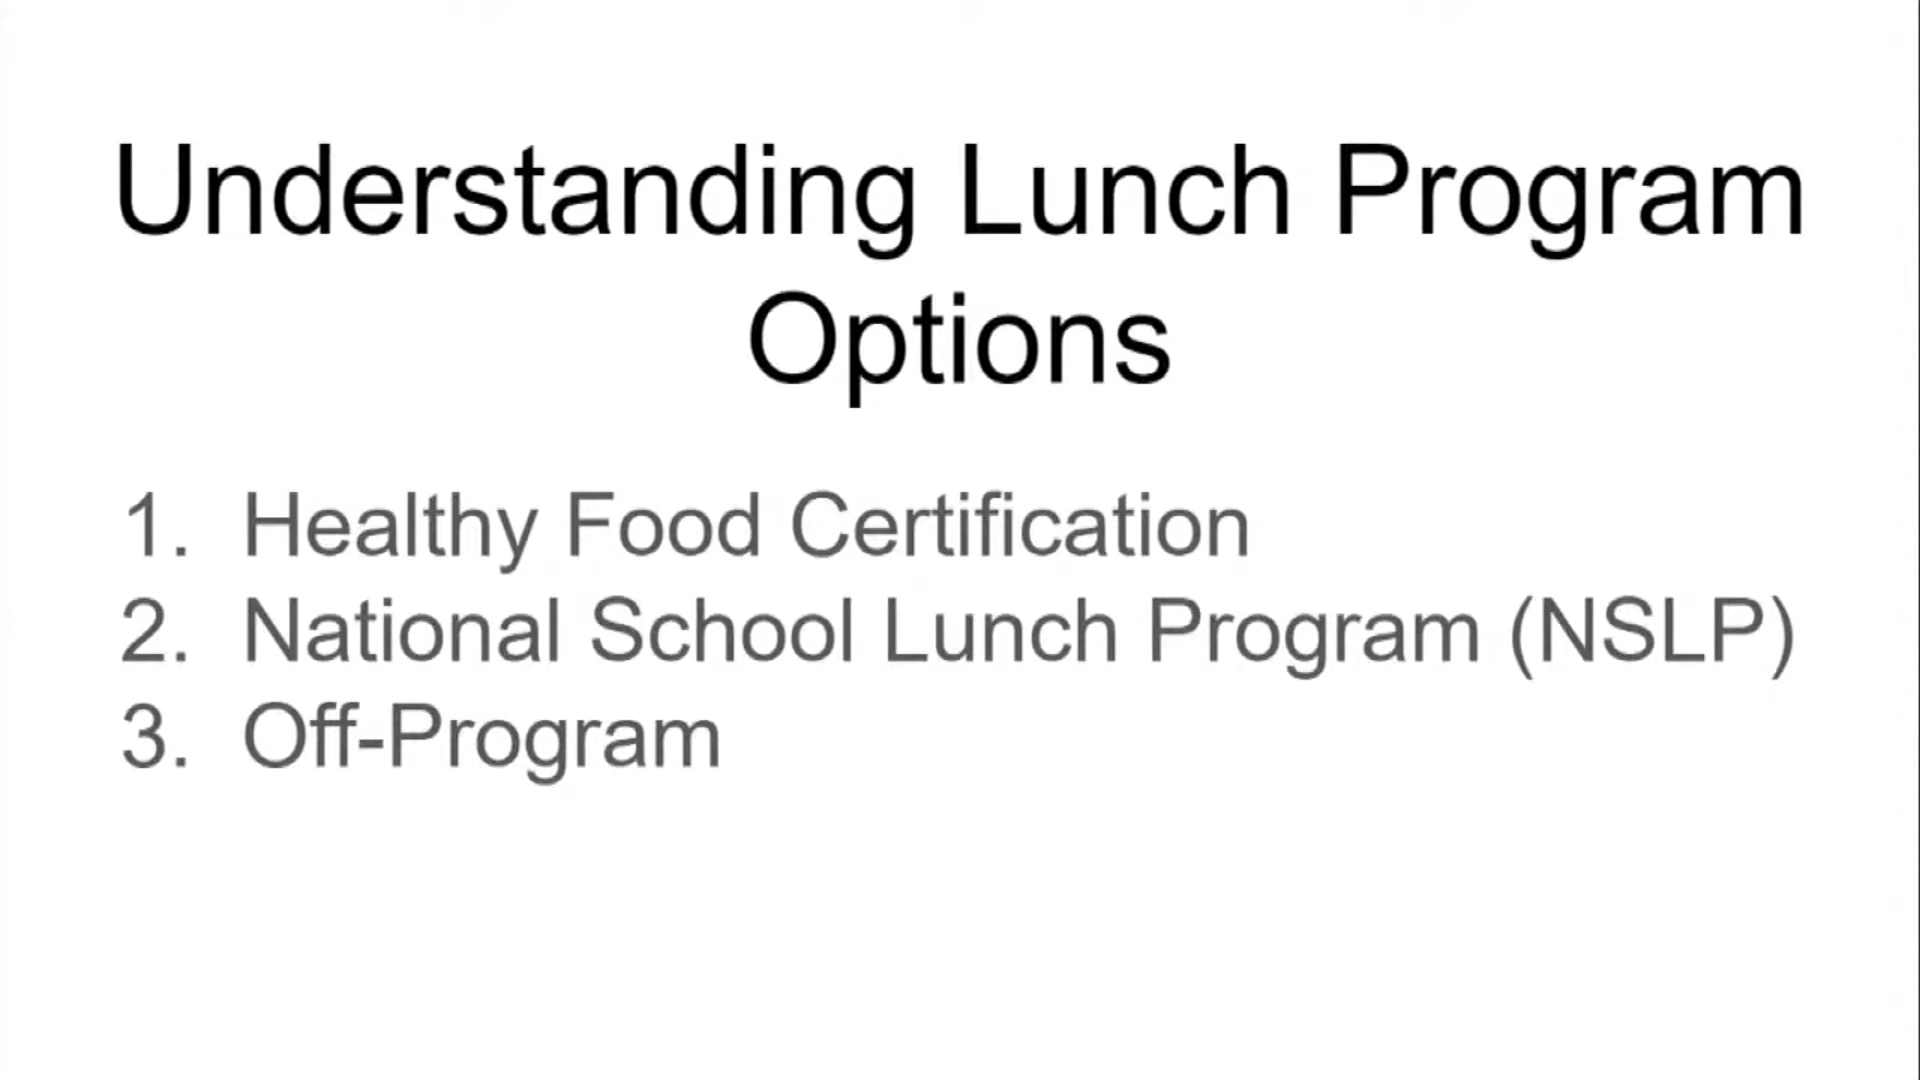 Understanding Lunch Program
Options
1. Healthy Food Certification
2. National School Lunch Program (NSLP)
3. Off-Program